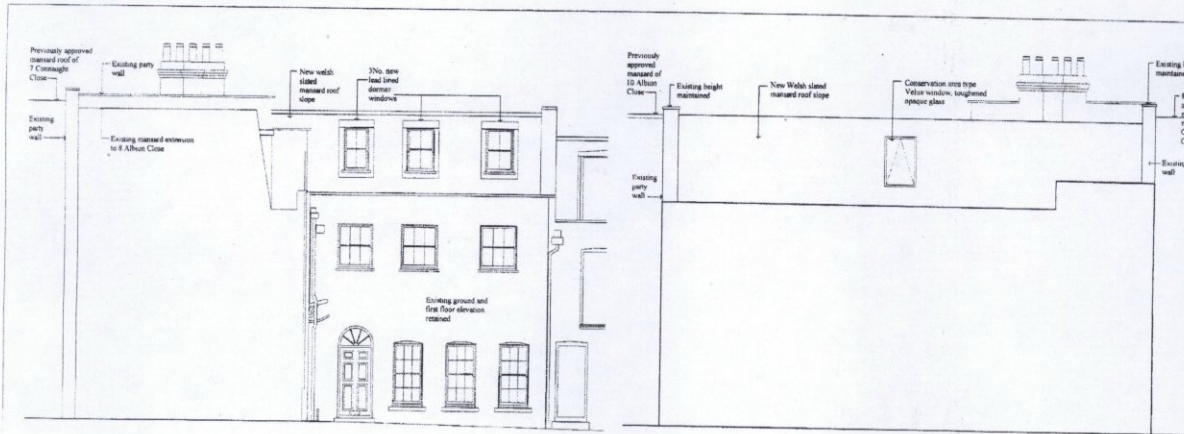 Previously approved
mansard roof of
7 Connaught
Close
Existing party
wall
New welsh
slated
mansard roof
slope
3No. new
lead lined
dormer
windows
Existing
party
wall
Existing mansard extension
to 8 Albion Close
Existing ground and
first floor elevation
retained
Previously
approved
mansard of
10 Albion
Close
Existing height
maintained
New Welsh slated
mansard roof slope
Conservation area type
Velux window, toughened
opaque glass
Existing
maintaine
Existing
party
wall
Existing
wall